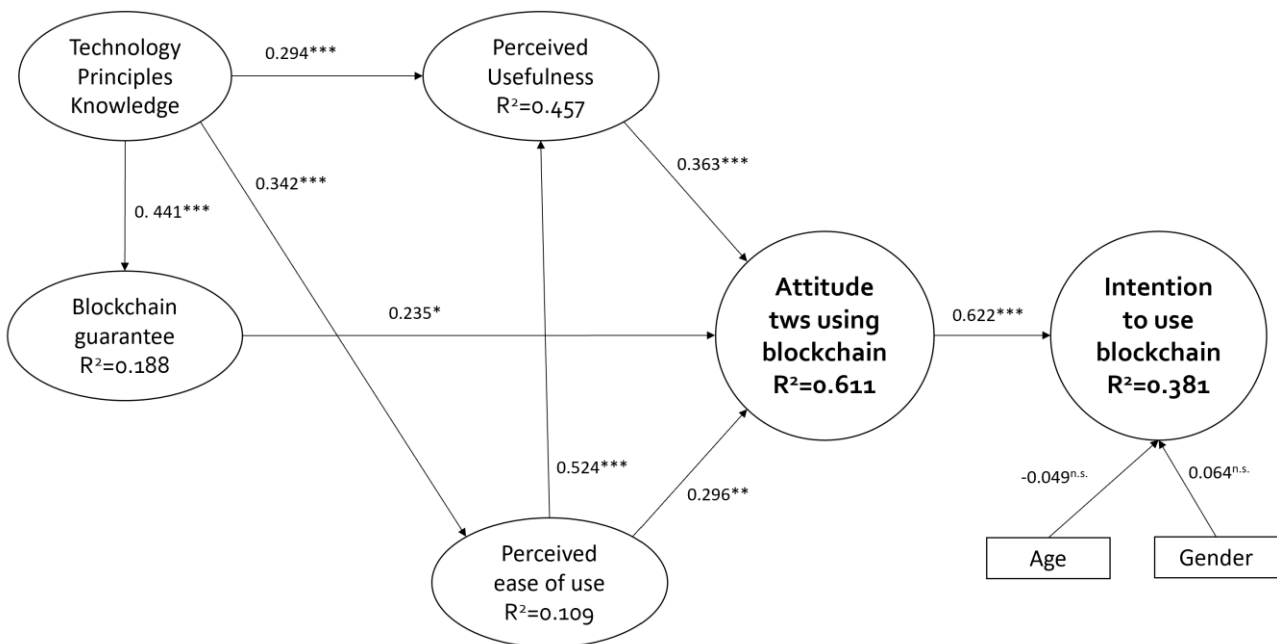 Technology
Principles
Knowledge
0.294***
Perceived
Usefulness
R²=0.457
0.342***
0.363***
0. 441***
Blockchain
guarantee
R²=0.188
0.235*
Attitude
tws using
blockchain
R²=0.611
0.622***
Intention
to use
blockchain
R²=0.381
0.524***
0.296**
-0.049n.s.
0.064n.s.
Perceived
ease of use
R²=0.109
Age
Gender